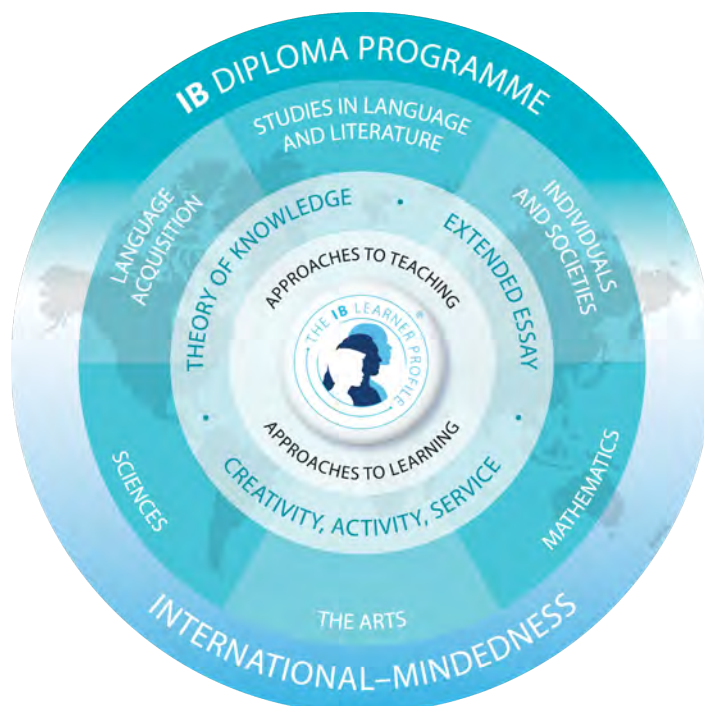 IB DIPLOMA PROGRAMME
STUDIES IN LANGUAGE
AND LITERATURE
LANGUAGE
ACQUISITION
INDIVIDUALS
AND SOCIETIES
THEORY OF KNOWLEDGE
•
EXTENDED ESSAY
•
APPROACHES TO TEACHING
THE IB LEARNER PROFILE
®
APPROACHES TO LEARNING
•
CREATIVITY, ACTIVITY, SERVICE
SCIENCES
MATHEMATICS
THE ARTS
INTERNATIONAL–MINDEDNESS